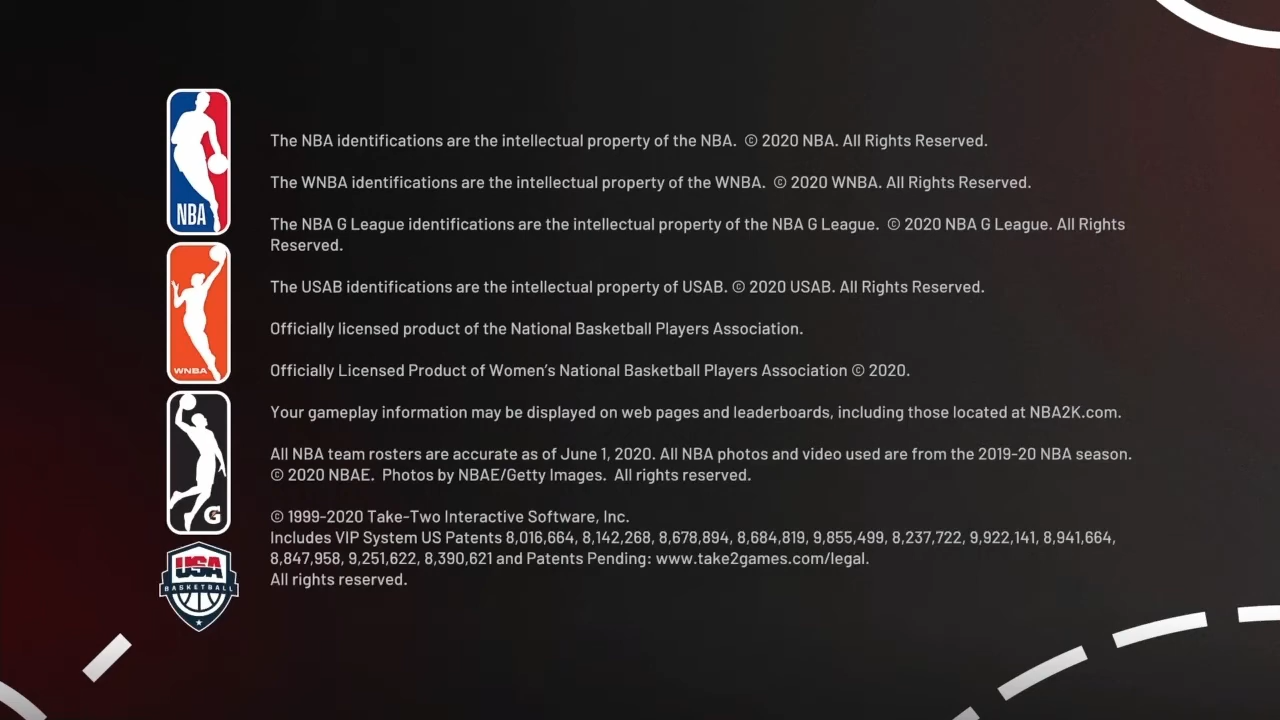 The NBA identifications are the intellectual property of the NBA.  © 2020 NBA. All Rights Reserved.
The WNBA identifications are the intellectual property of the WNBA.  © 2020 WNBA. All Rights Reserved.
NBA
The NBA G League identifications are the intellectual property of the NBA G League.  © 2020 NBA G League. All Rights
Reserved.
The USAB identifications are the intellectual property of USAB. © 2020 USAB. All Rights Reserved.
Officially licensed product of the National Basketball Players Association.
WNBA
Officially Licensed Product of Women’s National Basketball Players Association © 2020.
Your gameplay information may be displayed on web pages and leaderboards, including those located at NBA2K.com.
All NBA team rosters are accurate as of June 1, 2020. All NBA photos and video used are from the 2019-20 NBA season.
© 2020 NBAE.  Photos by NBAE/Getty Images.  All rights reserved.
G
© 1999-2020 Take-Two Interactive Software, Inc.
Includes VIP System US Patents 8,016,664, 8,142,268, 8,678,894, 8,684,819, 9,855,499, 8,237,722, 9,922,141, 8,941,664,
8,847,958, 9,251,622, 8,390,621 and Patents Pending: www.take2games.com/legal.
All rights reserved.
USA
BASKETBALL